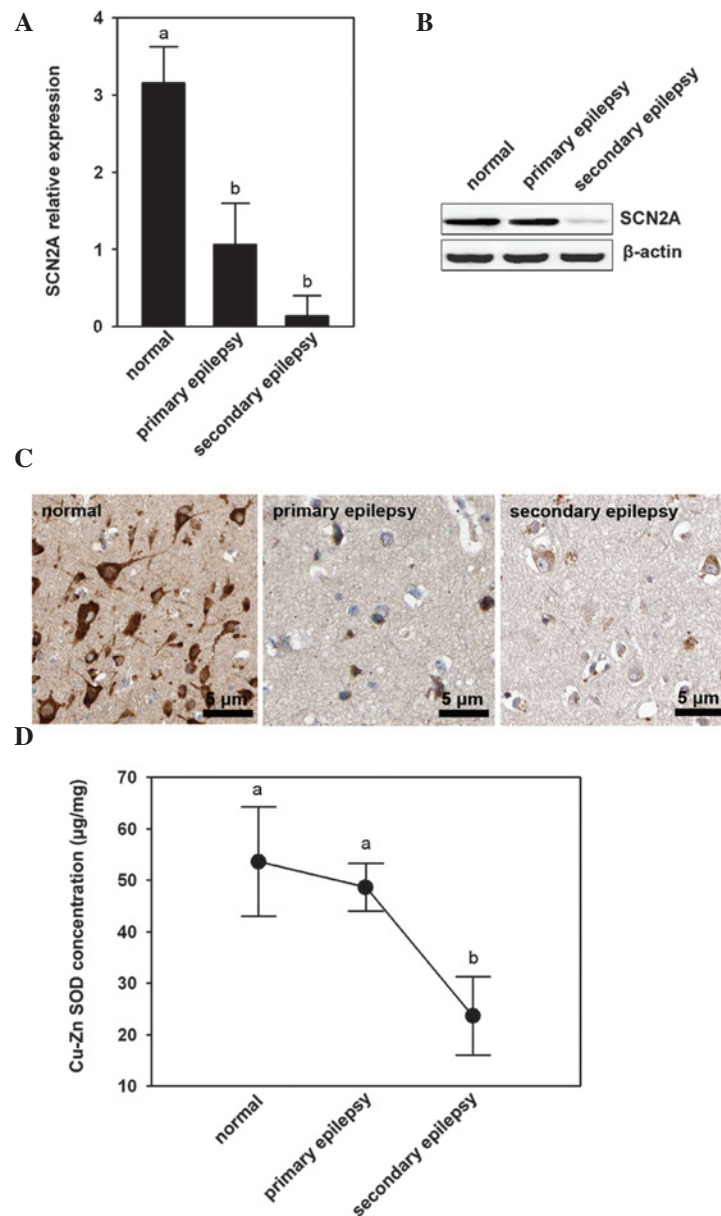 A
SCN2A relative expression
4
3
2
1
0
a
b
b
normal
primary epilepsy
secondary epilepsy
B
normal
primary epilepsy
secondary epilepsy
SCN2A
β-actin
C
normal
5 µm
primary epilepsy
5 µm
secondary epilepsy
5 µm
D
Cu-Zn SOD concentration (µg/mg)
70
60
50
40
30
20
10
a
a
b
normal
primary epilepsy
secondary epilepsy